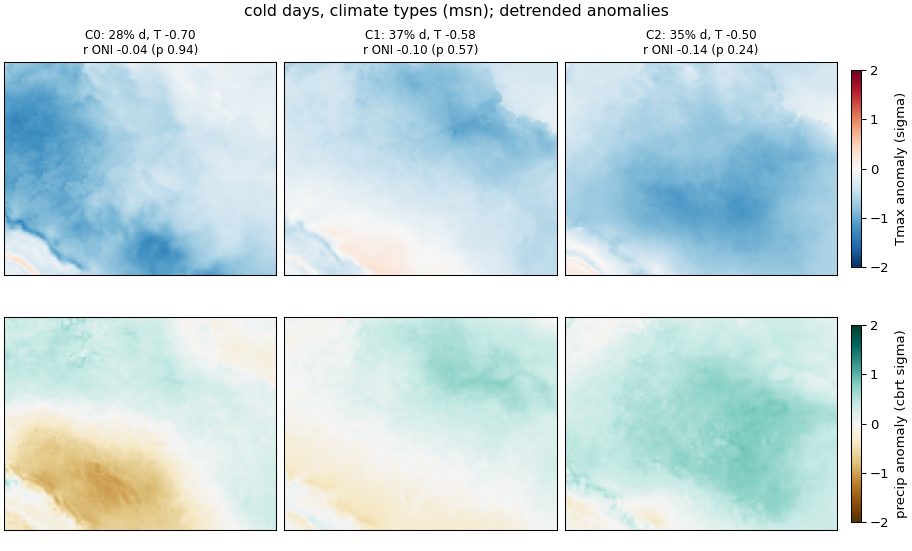 cold days, climate types (msn); detrended anomalies
C0: 28% d, T -0.70
r ONI -0.04 (p 0.94)
C1: 37% d, T -0.58
r ONI -0.10 (p 0.57)
C2: 35% d, T -0.50
r ONI -0.14 (p 0.24)
2
1
0
−1
−2
Tmax anomaly (sigma)
2
1
0
−1
−2
precip anomaly (cbrt sigma)